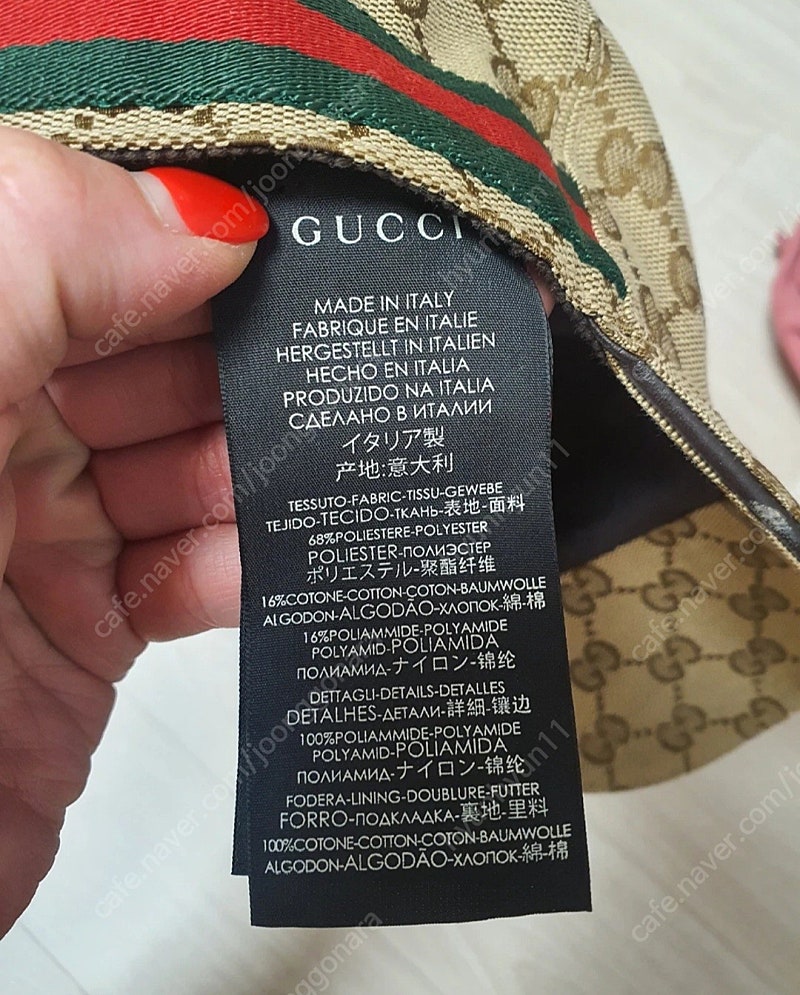 GUCCI
MADE IN ITALY
FABRIQUE EN ITALIE
HERGESTELLT IN ITALIEN
HECHO EN ITALIA
PRODUZIDO NA ITALIA
СДЕЛАНО В ИТАЛИИ
イタリア製
产地:意大利
TESSUTO-FABRIC-TISSU-GEWEBE
TEJIDO-TECIDO-ТКАНЬ-表地-面料
68%POLIESTERE-POLYESTER
POLIESTER-ПОЛИЭСТЕР
ポリエステル-聚酯纤维
16%COTONE-COTTON-COTON-BAUMWOLLE
ALGODON-ALGODÃO-ХЛОПОК-綿-棉
16%POLIAMMIDE-POLYAMIDE
POLYAMID-POLIAMIDA
ПОЛИАМИД-ナイロン-锦纶
DETTAGLI-DETAILS-DETALLES
DETALHES-ДЕТАЛИ-詳細-镶边
100%POLIAMMIDE-POLYAMIDE
POLYAMID-POLIAMIDA
ПОЛИАМИД-ナイロン-锦纶
FODERA-LINING-DOUBLURE-FUTTER
FORRO-ПОДКЛАДКА-裏地-里料
100%COTONE-COTTON-COTON-BAUMWOLLE
ALGODON-ALGODÃO-ХЛОПОК-綿-棉
cafe.naver.com/joonggonara